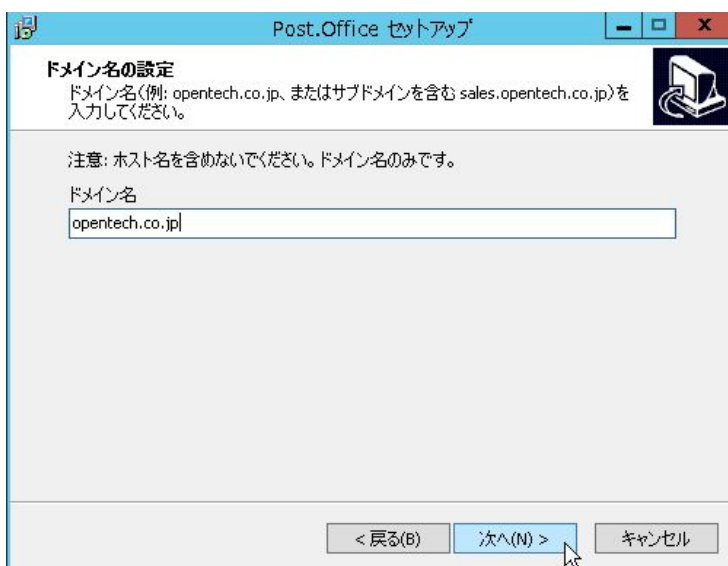 Post.Office セットアップ
ドメイン名の設定
ドメイン名(例: opentech.co.jp、またはサブドメインを含む sales.opentech.co.jp)を
入力してください。
注意: ホスト名を含めないでください。ドメイン名のみです。
ドメイン名
opentech.co.jp
< 戻る(B)
次へ(N) >
キャンセル